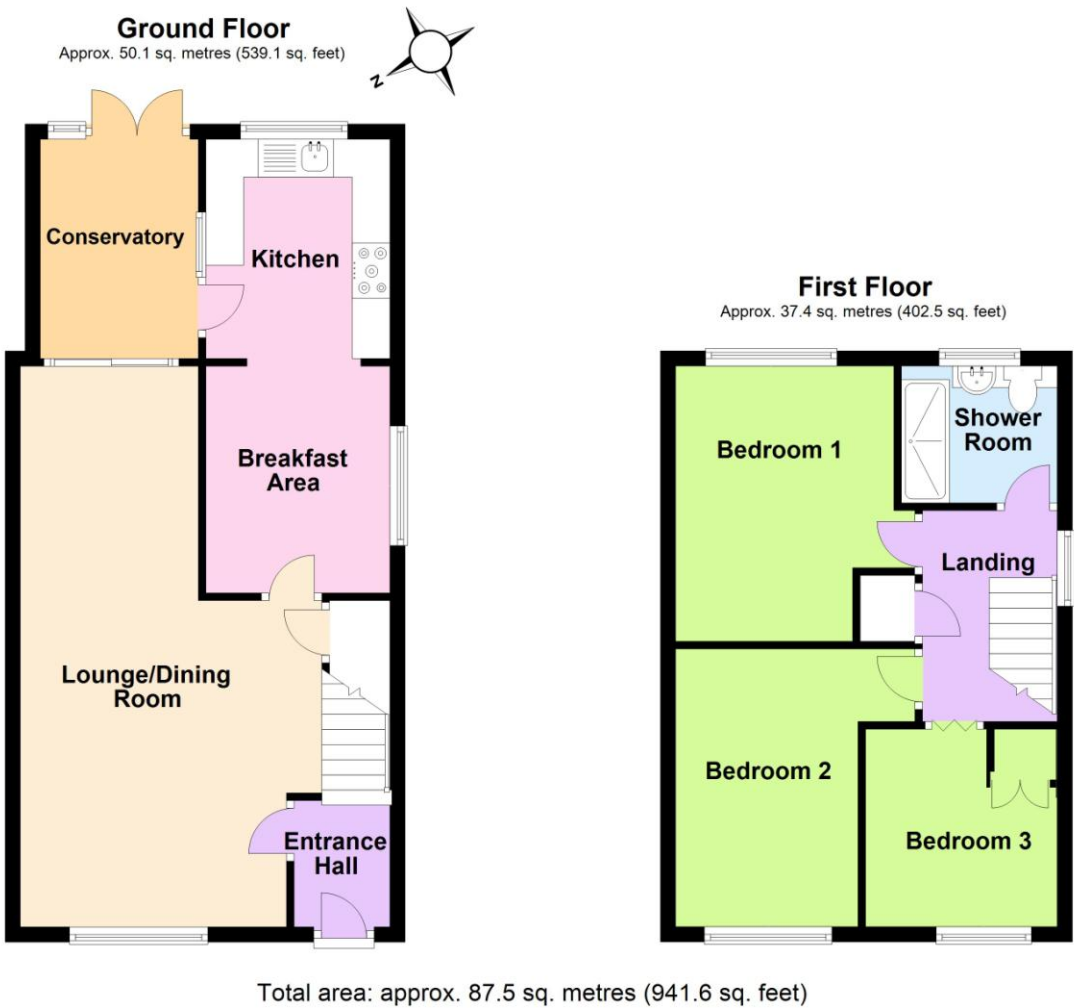 Ground Floor
Approx. 50.1 sq. metres (539.1 sq. feet)
N
Conservatory
Kitchen
Breakfast
Area
Lounge/Dining
Room
Entrance
Hall
First Floor
Approx. 37.4 sq. metres (402.5 sq. feet)
Bedroom 1
Shower
Room
Landing
Bedroom 2
Bedroom 3
Total area: approx. 87.5 sq. metres (941.6 sq. feet)